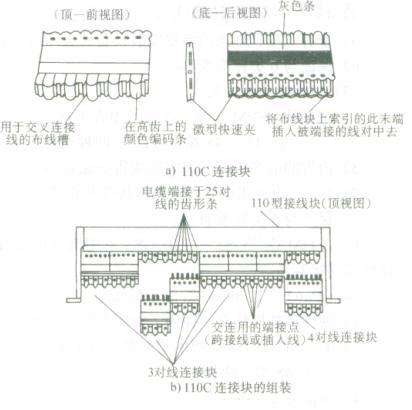 (顶一前视图)
(底一后视图)
灰色条
用于交叉连接
线的布线槽
在高齿上的
颜色编码条
微型快速夹
将布线块上索引的此末端
插入被端接的线对中去
a) 110C连接块
电缆端接于25对
线的齿形条
110型接线块(顶视图)
交连用的端接点
(跨接线或插入线)
4对线连接块
3对线连接块
b) 110C 连接块的组装